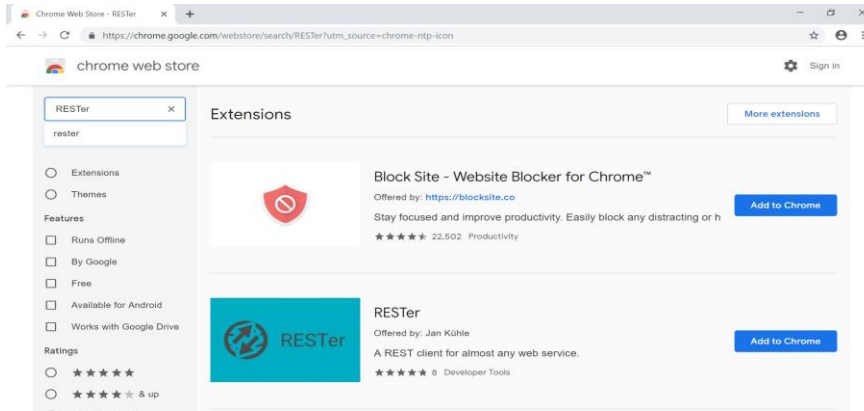 Chrome Web Store - RESTer
https://chrome.google.com/webstore/search/RESTer?utm_source=chrome-ntp-icon
chrome web store
Sign in
RESTer
rester
Extensions
Themes
Features
Runs Offline
By Google
Free
Available for Android
Works with Google Drive
Ratings
& up
Extensions
More extensions
Block Site - Website Blocker for Chrome™
Offered by: https://blocksite.co
Stay focused and improve productivity. Easily block any distracting or h
22,502 Productivity
Add to Chrome
RESTer
RESTer
Offered by: Jan Kühle
A REST client for almost any web service.
8 Developer Tools
Add to Chrome